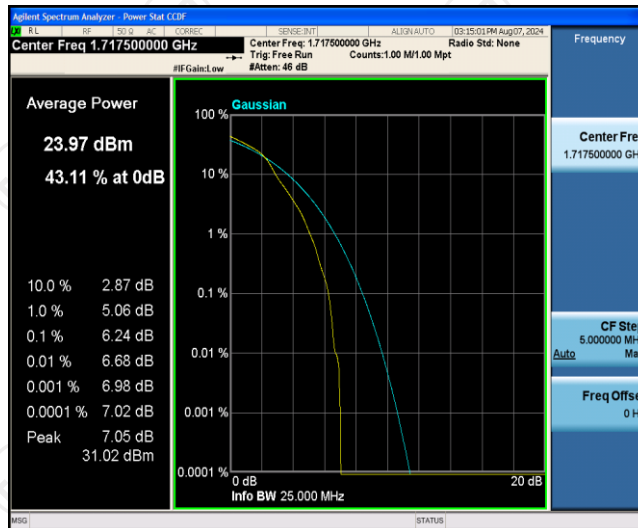 Agilent Spectrum Analyzer - Power Stat CCDF
RL RF 50 Ω AC CORREC SENSE:INT ALIGN AUTO 03:15:01 PM Aug 07, 2024
Center Freq 1.717500000 GHz
Center Freq: 1.717500000 GHz Radio Std: None
Trig: Free Run Counts:1.00 M/1.00 Mpt
#IFGain:Low #Atten: 46 dB
Frequency
Average Power
23.97 dBm
43.11 % at 0dB
10.0 % 2.87 dB
1.0 % 5.06 dB
0.1 % 6.24 dB
0.01 % 6.68 dB
0.001 % 6.98 dB
0.0001 % 7.02 dB
Peak 7.05 dB
31.02 dBm
Gaussian
100 %
10 %
1 %
0.1 %
0.01 %
0.001 %
0.0001 %
0 dB 20 dB
Info BW 25.000 MHz
Center Fre
1.717500000 GH
CF Ste
5.000000 MH
Auto Ma
Freq Offse
0 H
MSG STATUS